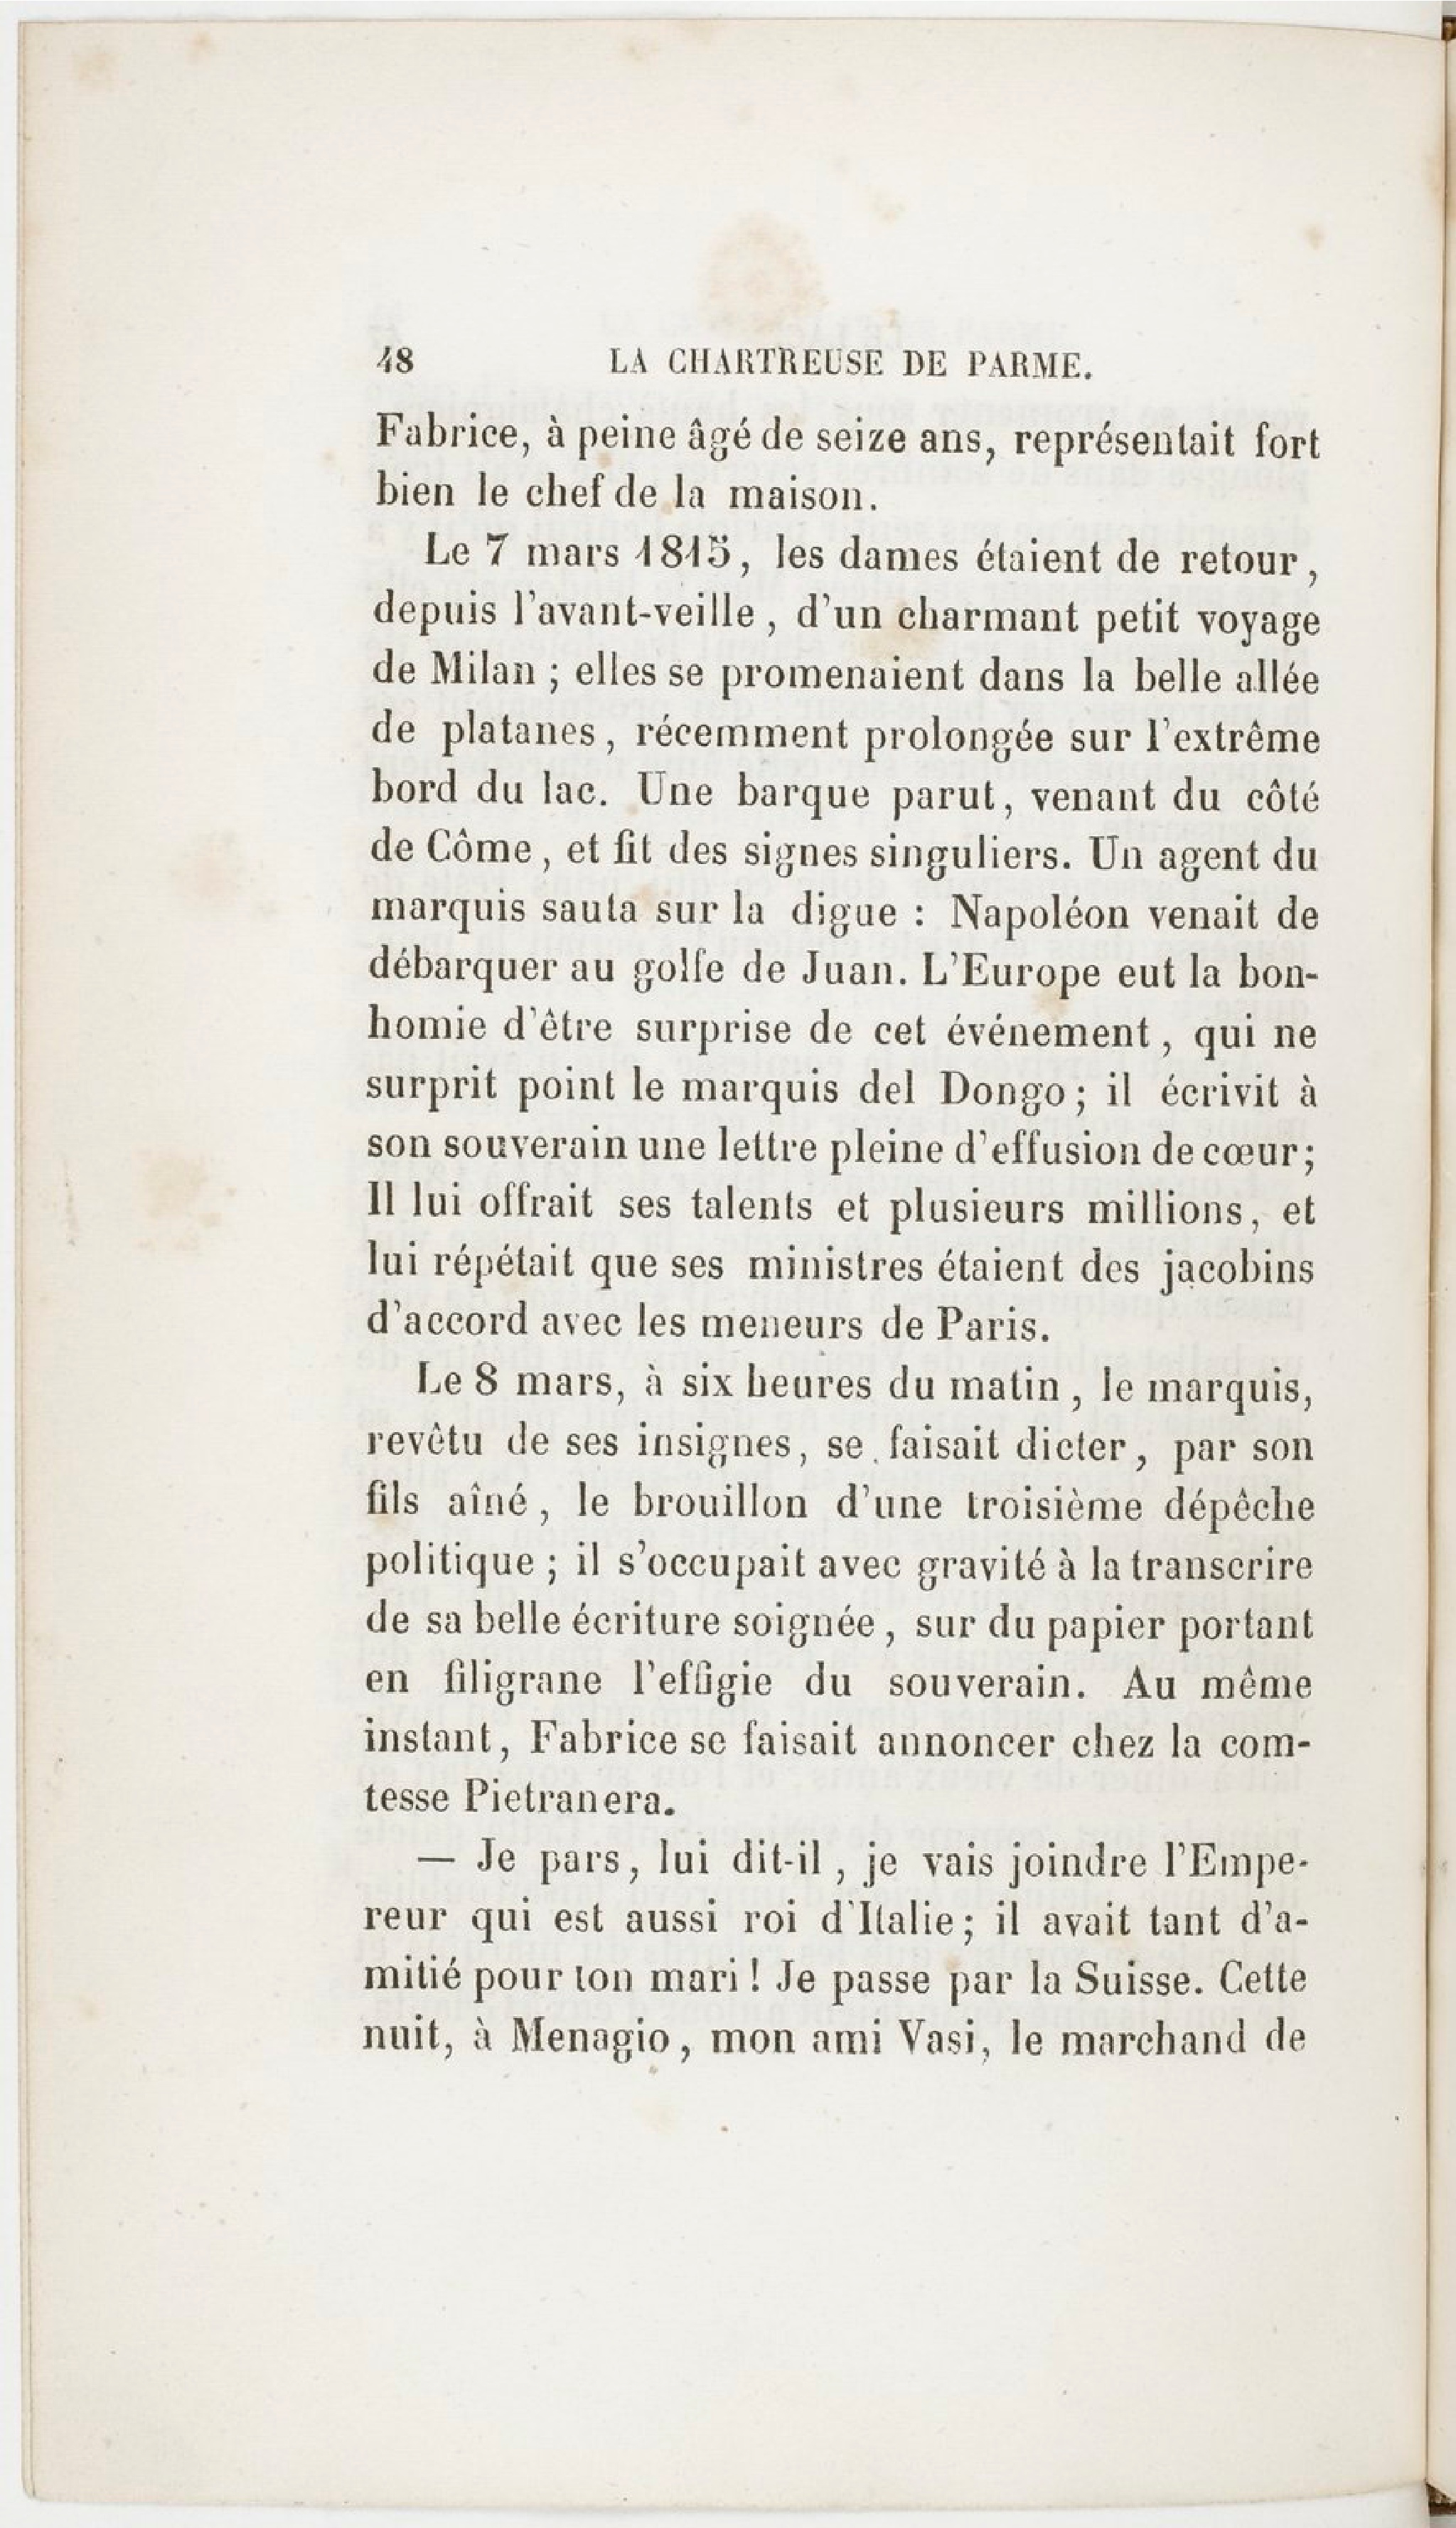 48 LA CHARTREUSE DE PARME.
Fabrice, à peine âgé de seize ans, représentait fort
bien le chef de la maison.
Le 7 mars 1815, les dames étaient de retour,
depuis l'avant-veille, d'un charmant petit voyage
de Milan ; elles se promenaient dans la belle allée
de platanes, récemment prolongée sur l'extrême
bord du lac. Une barque parut, venant du côté
de Côme, et fit des signes singuliers. Un agent du
marquis sauta sur la digue : Napoléon venait de
débarquer au golfe de Juan. L'Europe eut la bon-
homie d'être surprise de cet événement, qui ne
surprit point le marquis del Dongo; il écrivit à
son souverain une lettre pleine d'effusion de cœur;
Il lui offrait ses talents et plusieurs millions, et
lui répétait que ses ministres étaient des jacobins
d'accord avec les meneurs de Paris.
Le 8 mars, à six heures du matin, le marquis,
revêtu de ses insignes, se faisait dicter, par son
fils aîné, le brouillon d'une troisième dépêche
politique ; il s'occupait avec gravité à la transcrire
de sa belle écriture soignée, sur du papier portant
en filigrane l'effigie du souverain. Au même
instant, Fabrice se faisait annoncer chez la com-
tesse Pietranera.
— Je pars, lui dit-il, je vais joindre l'Empe-
reur qui est aussi roi d'Italie; il avait tant d'a-
mitié pour ton mari ! Je passe par la Suisse. Cette
nuit, à Menagio, mon ami Vasi, le marchand de